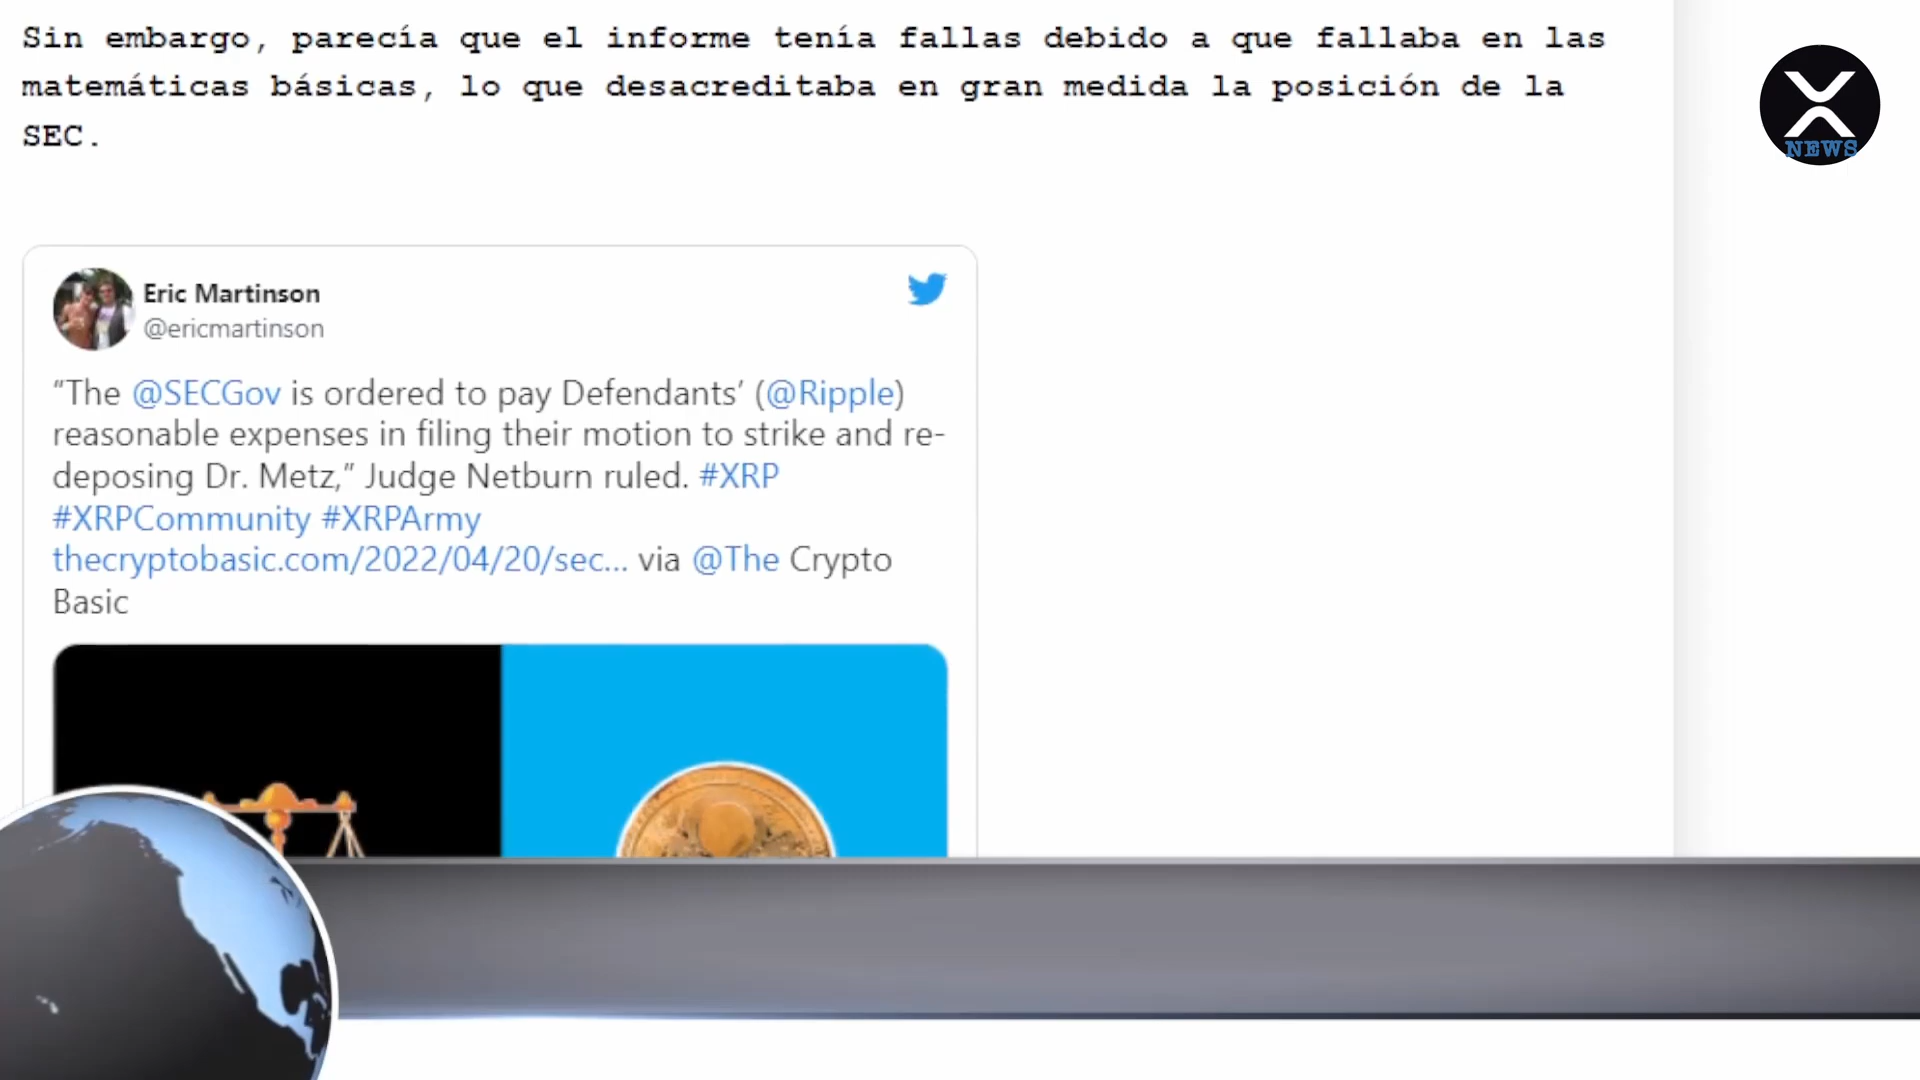 Sin embargo, parecía que el informe tenía fallas debido a que fallaba en las
matemáticas básicas, lo que desacreditaba en gran medida la posición de la
SEC.
NEWS
Eric Martinson
@ericmartinson
“The @SECGov is ordered to pay Defendants’ (@Ripple)
reasonable expenses in filing their motion to strike and re-
deposing Dr. Metz,” Judge Netburn ruled. #XRP
#XRPCommunity #XRPArmy
thecryptobasic.com/2022/04/20/sec... via @The Crypto
Basic